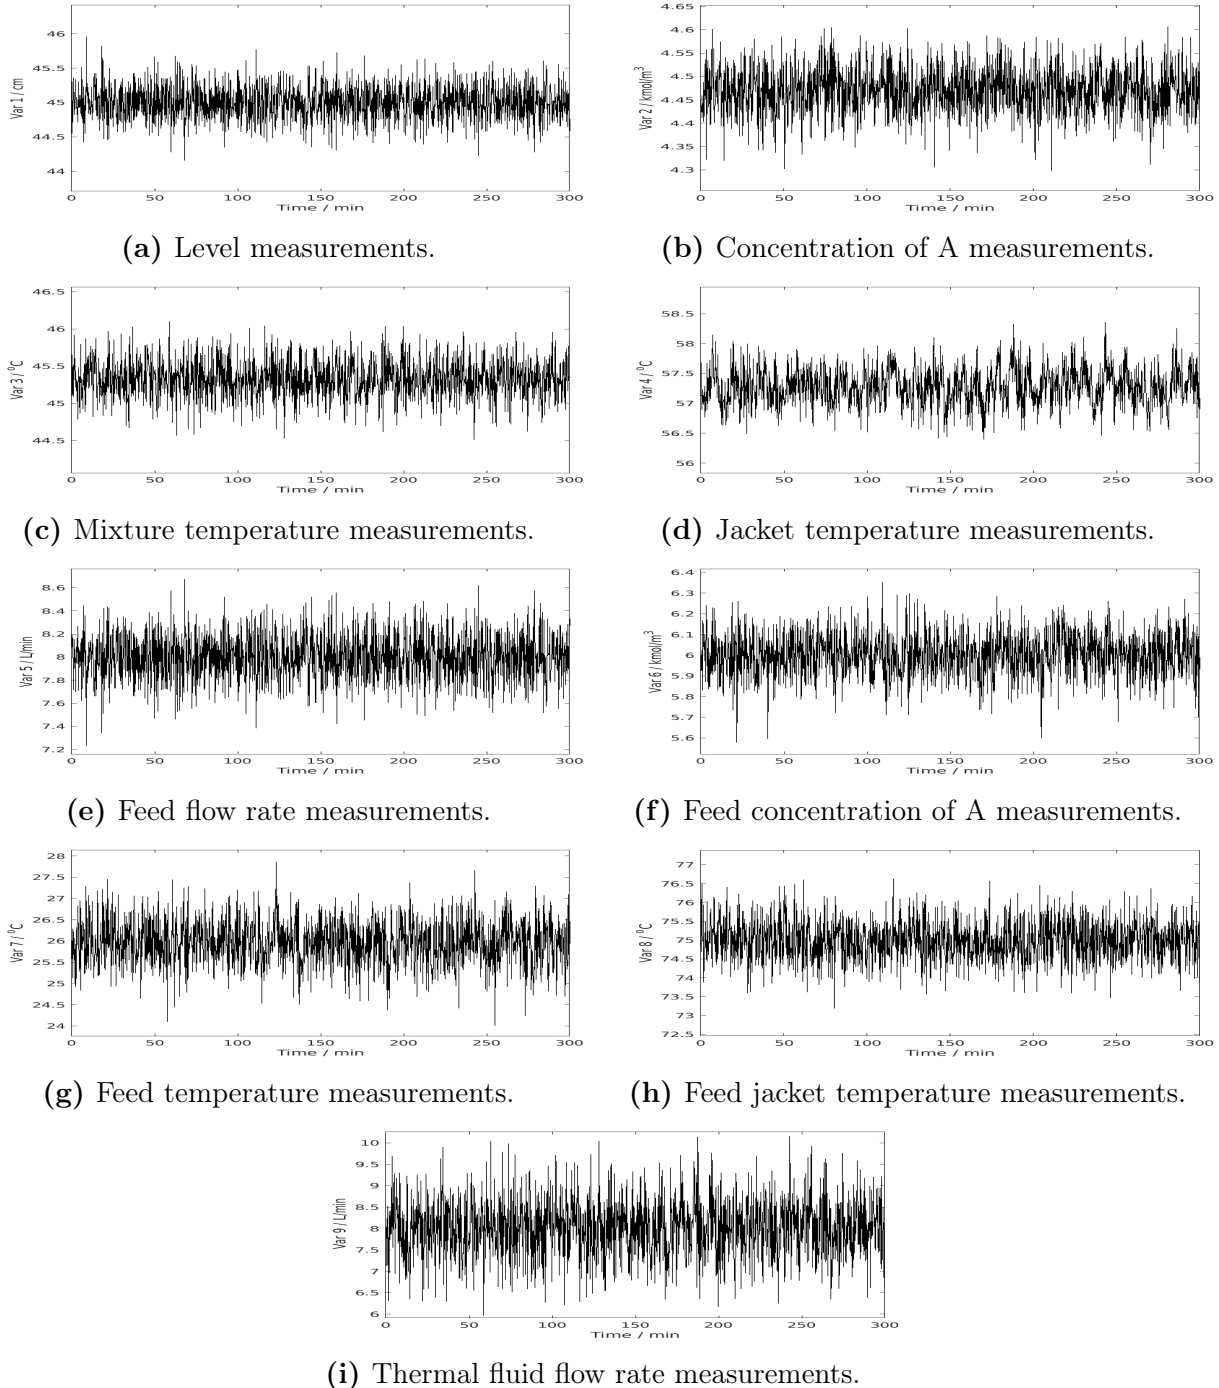 46
45.5
45
44.5
44
Var 1 / cm
0 50 100 150 200 250 300
Time / min
4.65
4.6
4.55
4.5
4.45
4.4
4.35
4.3
Var 2 / kmol/m³
0 50 100 150 200 250 300
Time / min
(a) Level measurements.
(b) Concentration of A measurements.
46.5
46
45.5
45
44.5
Var 3 / ⁰C
0 50 100 150 200 250 300
Time / min
58.5
58
57.5
57
56.5
56
Var 4 / ⁰C
0 50 100 150 200 250 300
Time / min
(c) Mixture temperature measurements.
(d) Jacket temperature measurements.
8.6
8.4
8.2
8
7.8
7.6
7.4
7.2
Var 5 / L/min
0 50 100 150 200 250 300
Time / min
6.4
6.3
6.2
6.1
6
5.9
5.8
5.7
5.6
Var 6 / kmol/m³
0 50 100 150 200 250 300
Time / min
(e) Feed flow rate measurements.
(f) Feed concentration of A measurements.
28
27.5
27
26.5
26
25.5
25
24.5
24
Var 7 / ⁰C
0 50 100 150 200 250 300
Time / min
77
76.5
76
75.5
75
74.5
74
73.5
73
72.5
Var 8 / ⁰C
0 50 100 150 200 250 300
Time / min
(g) Feed temperature measurements.
(h) Feed jacket temperature measurements.
10
9.5
9
8.5
8
7.5
7
6.5
6
Var 9 / L/min
0 50 100 150 200 250 300
Time / min
(i) Thermal fluid flow rate measurements.